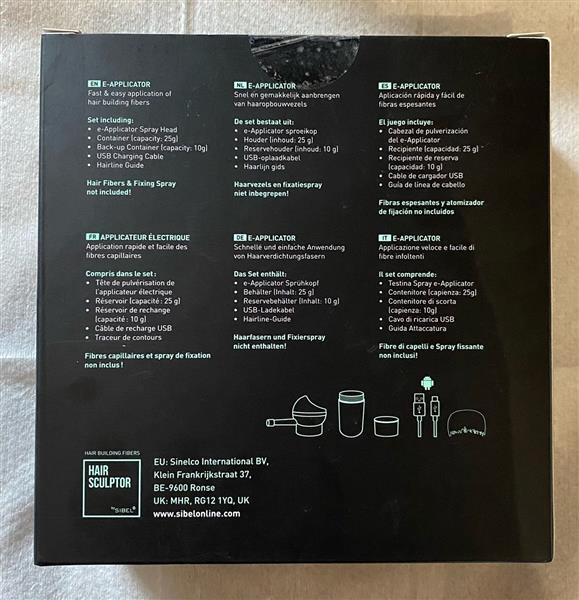 EN E-APPLICATOR
Fast & easy application of
hair building fibers
Set including:
• e-Applicator Spray Head
• Container (capacity: 25g)
• Back-up Container (capacity: 10g)
• USB Charging Cable
• Hairline Guide
Hair Fibers & Fixing Spray
not included!
NL E-APPLICATOR
Snel en gemakkelijk aanbrengen
van haaropbouwvezels
De set bestaat uit:
• e-Applicator sproeikop
• Houder (inhoud: 25 g)
• Reservehouder (inhoud: 10 g)
• USB-oplaadkabel
• Haarlijn gids
Haarvezels en fixatiespray
niet inbegrepen!
ES E-APPLICATOR
Aplicación rápida y fácil de
fibras espesantes
El juego incluye:
• Cabezal de pulverización
del e-Applicator
• Recipiente (capacidad: 25 g)
• Recipiente de reserva
(capacidad: 10 g)
• Cable de cargador USB
• Guía de línea de cabello
Fibras espesantes y atomizador
de fijación no incluidos
FR APPLICATEUR ÉLECTRIQUE
Application rapide et facile des
fibres capillaires
Compris dans le set :
• Tête de pulvérisation de
l'applicateur électrique
• Réservoir (capacité : 25 g)
• Réservoir de rechange
(capacité : 10 g)
• Câble de recharge USB
• Traceur de contours
Fibres capillaires et spray de fixation
non inclus !
DE E-APPLICATOR
Schnelle und einfache Anwendung
von Haarverdichtungsfasern
Das Set enthält:
• e-Applicator Sprühkopf
• Behälter (Inhalt: 25 g)
• Reservebehälter (Inhalt: 10 g)
• USB-Ladekabel
• Hairline-Guide
Haarfasern und Fixierspray
nicht enthalten!
IT E-APPLICATOR
Applicazione veloce e facile di
fibre infoltenti
Il set comprende:
• Testina Spray e-Applicator
• Contenitore (capienza: 25g)
• Contenitore di scorta
(capienza: 10g)
• Cavo di ricarica USB
• Guida Attaccatura
Fibre di capelli e Spray fissante
non inclusi!
HAIR BUILDING FIBERS
HAIR
SCULPTOR
BY SIBEL®
EU: Sinelco International BV,
Klein Frankrijkstraat 37,
BE-9600 Ronse
UK: MHR, RG12 1YQ, UK
www.sibelonline.com